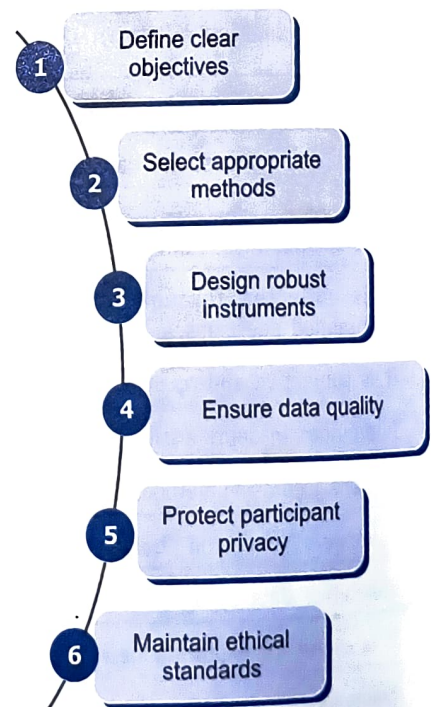 1
Define clear
objectives
2
Select appropriate
methods
3
Design robust
instruments
4
Ensure data quality
5
Protect participant
privacy
6
Maintain ethical
standards